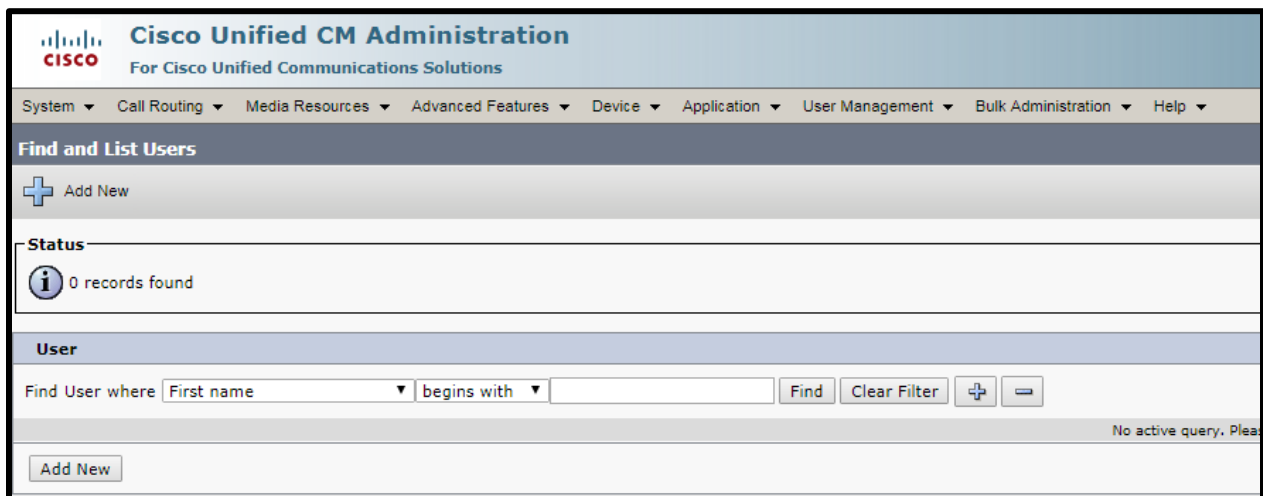 Cisco Unified CM Administration
CISCO
For Cisco Unified Communications Solutions
System Call Routing Media Resources Advanced Features Device Application User Management Bulk Administration Help
Find and List Users
Add New
Status
i 0 records found
User
Find User where First name begins with Find Clear Filter
No active query.
Add New